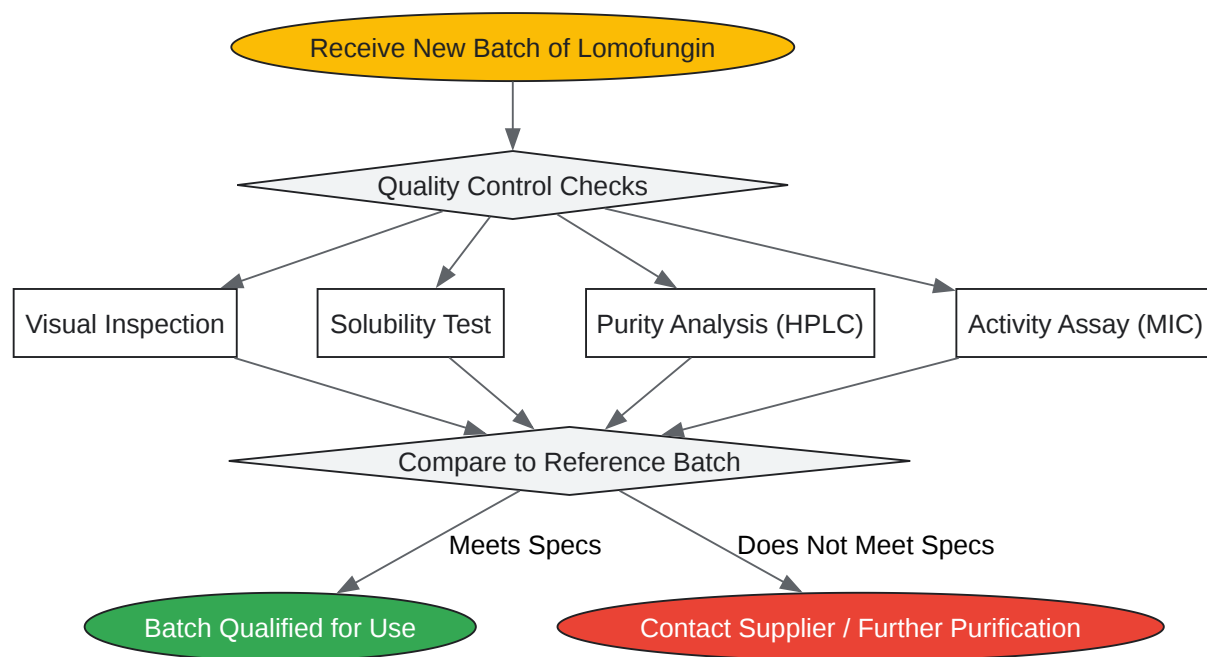 Receive New Batch of Lomofungin
Quality Control Checks
Visual Inspection
Solubility Test
Purity Analysis (HPLC)
Activity Assay (MIC)
Compare to Reference Batch
Meets Specs
Does Not Meet Specs
Batch Qualified for Use
Contact Supplier / Further Purification